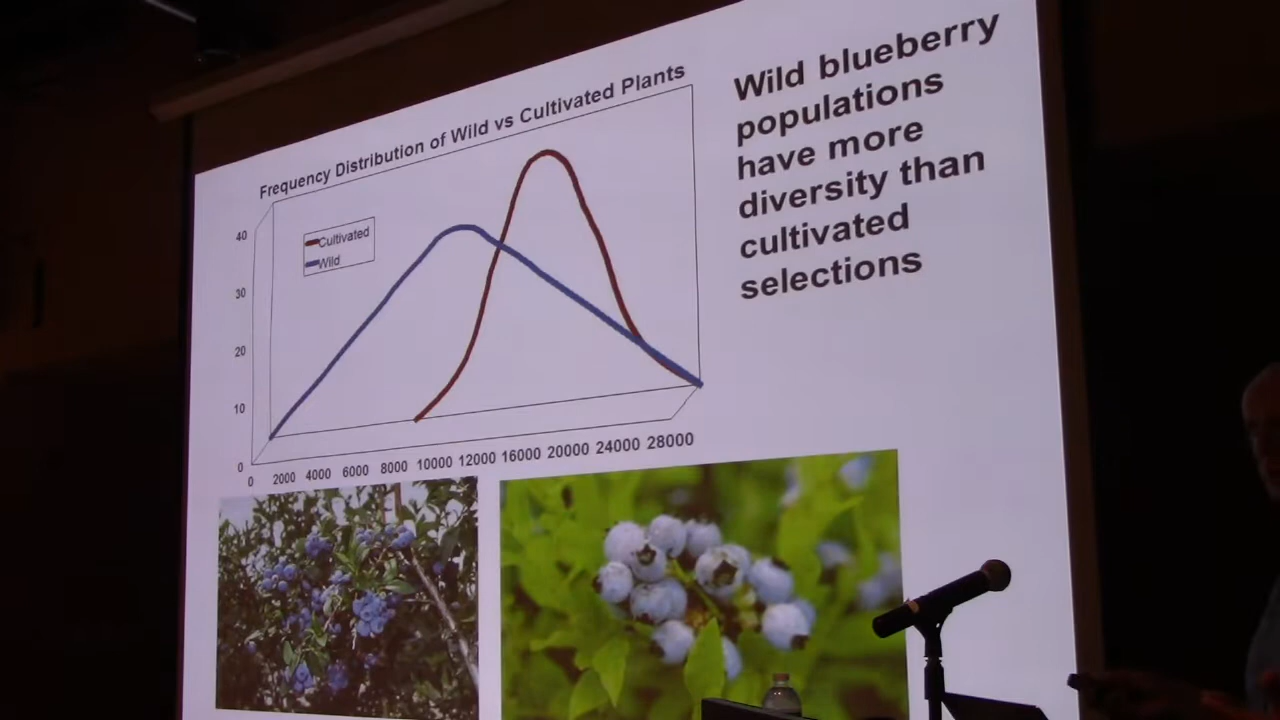 Frequency Distribution of Wild vs Cultivated Plants
Wild blueberry
populations
have more
diversity than
cultivated
selections
Cultivated
Wild
40
30
20
10
0
0 2000 4000 6000 8000 10000 12000 16000 20000 24000 28000